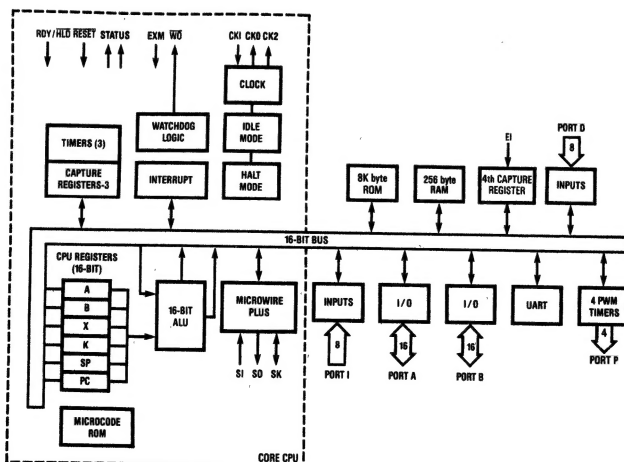 RDY/HLD RESET STATUS EXM WO CKI CKO CK2
CLOCK
TIMERS (3)
CAPTURE
REGISTERS-3
WATCHDOG
LOGIC
IDLE
MODE
INTERRUPT
HALT
MODE
EI
PORT D
8
8K byte
ROM
256 byte
RAM
4th CAPTURE
REGISTER
INPUTS
16-BIT BUS
CPU REGISTERS
(16-BIT)
A
B
X
K
SP
PC
16-BIT
ALU
MICROWIRE
PLUS
SI SO SK
INPUTS
8
PORT I
I/O
16
PORT A
I/O
16
PORT B
UART
4 PWM
TIMERS
4
PORT P
MICROCODE
ROM
CORE CPU